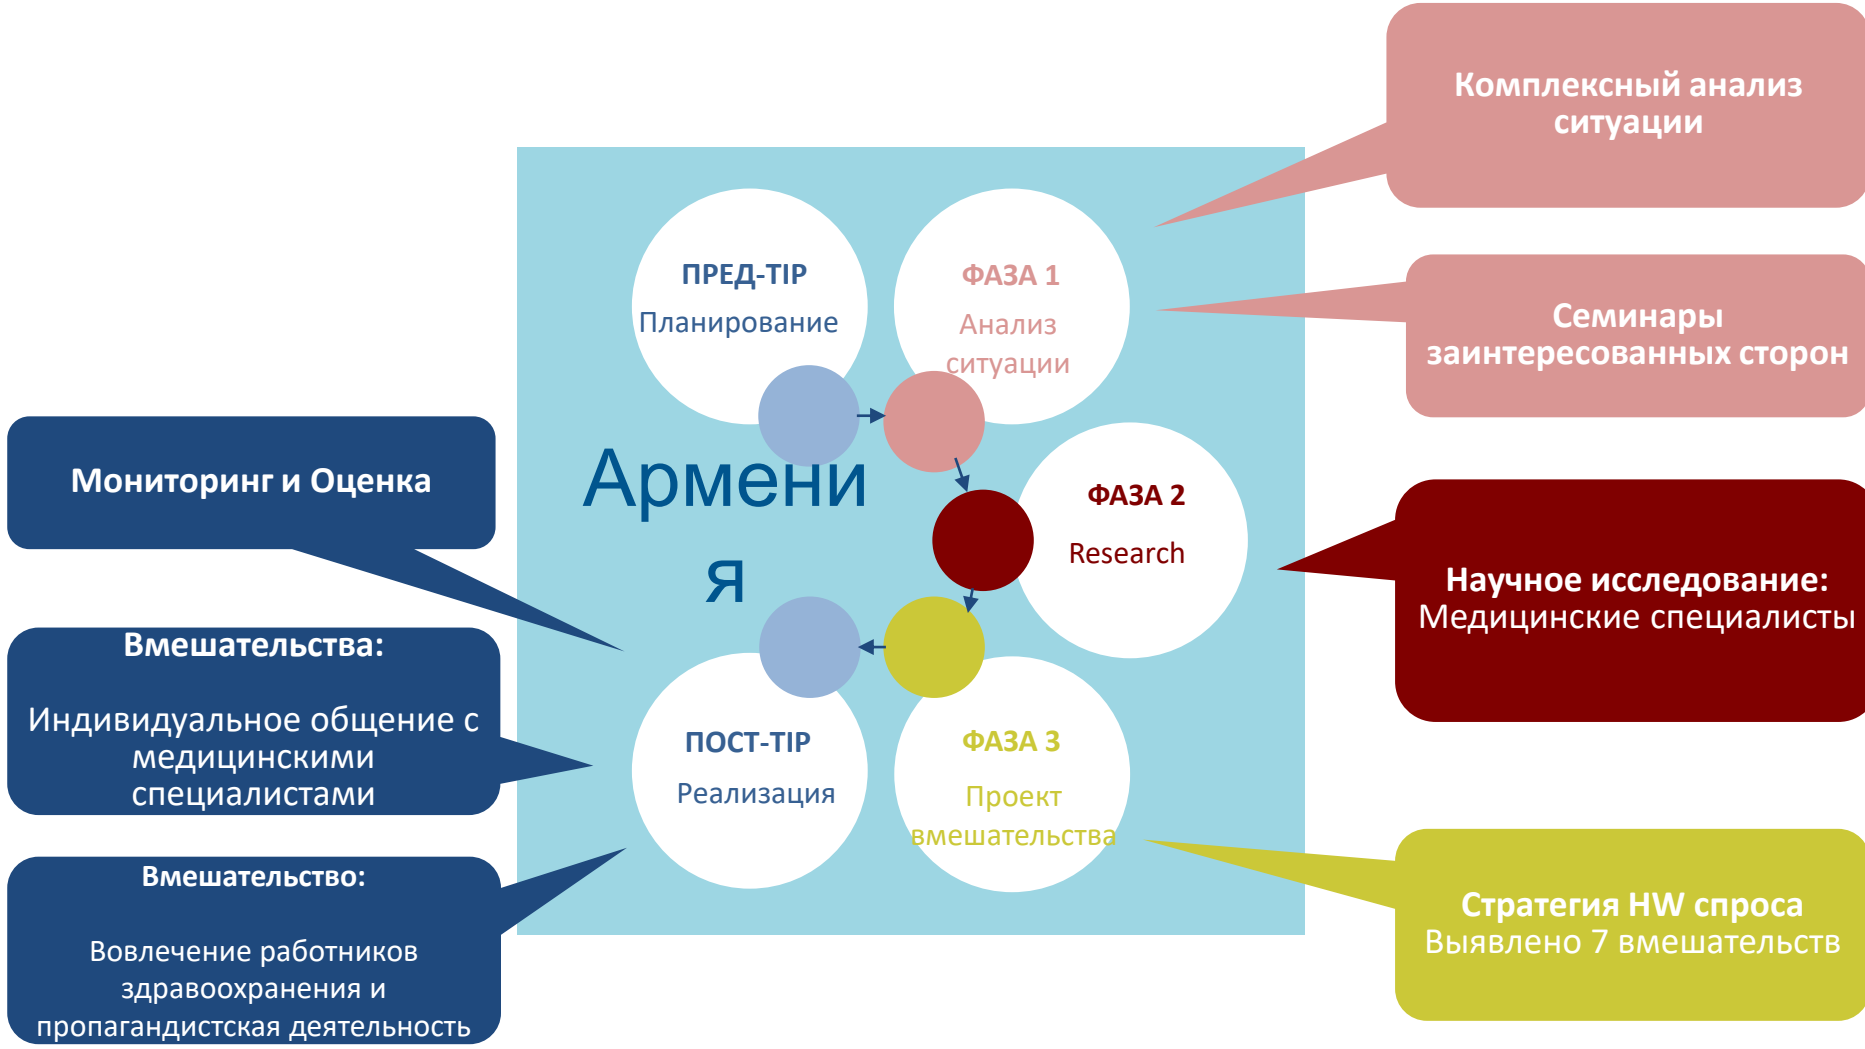 Комплексный анализ
ситуации
ПРЕД-TIP
Планирование
ФАЗА 1
Анализ
ситуации
Семинары
заинтересованных сторон
Мониторинг и Оценка
Армени
я
ФАЗА 2
Research
Научное исследование:
Медицинские специалисты
Вмешательства:
Индивидуальное общение с
медицинскими
специалистами
ПОСТ-TIP
Реализация
ФАЗА 3
Проект
вмешательства
Вмешательство:
Вовлечение работников
здравоохранения и
пропагандистская деятельность
Стратегия HW спроса
Выявлено 7 вмешательств